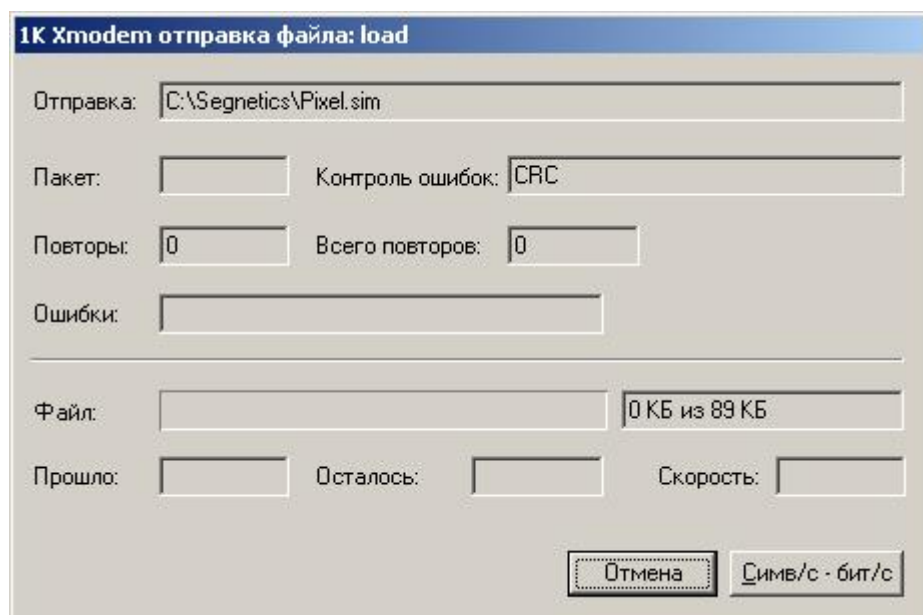 1K Xmodem отправка файла: load
Отправка: C:\Segnetics\Pixel.sim
Пакет: Контроль ошибок: CRC
Повторы: 0 Всего повторов: 0
Ошибки:
Файл: 0 КБ из 89 КБ
Прошло: Осталось: Скорость:
Отмена Симв/с - бит/с